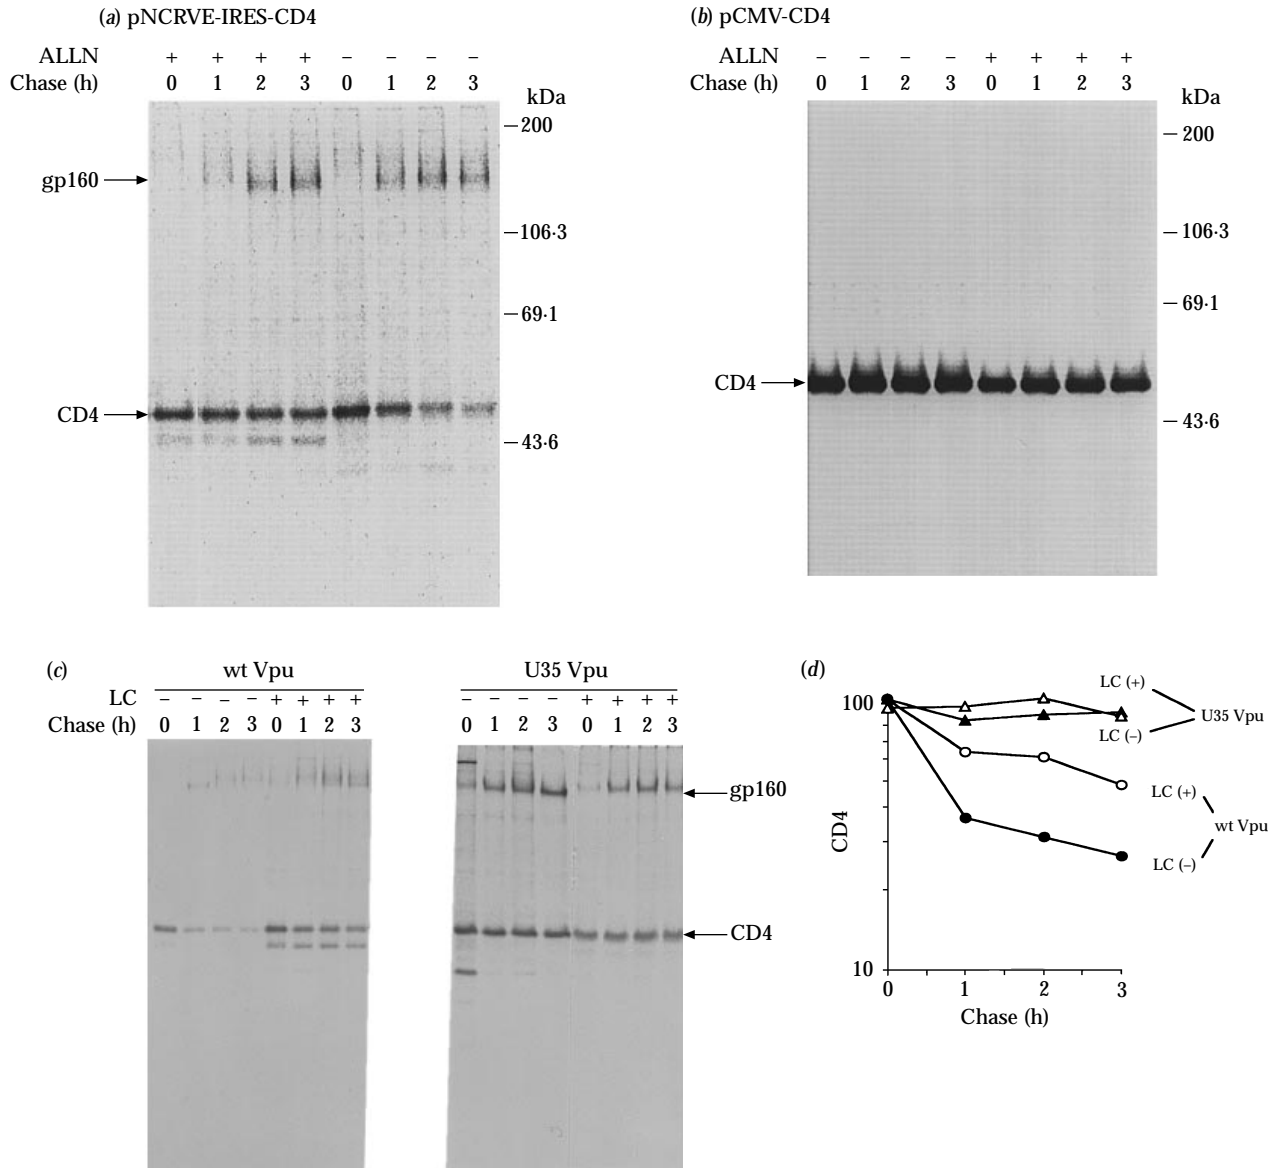 (a) pNCRVE-IRES-CD4
ALLN + + + + − − − −
Chase (h) 0 1 2 3 0 1 2 3
kDa
200
gp160
106·3
69.1
CD4
43·6
(b) pCMV-CD4
ALLN − − − − + + + +
Chase (h) 0 1 2 3 0 1 2 3
kDa
200
106·3
69·1
CD4
43·6
(c) wt Vpu U35 Vpu
LC − − − − + + + + − − − − + + + +
Chase (h) 0 1 2 3 0 1 2 3 0 1 2 3 0 1 2 3
gp160
CD4
(d)
100
10
CD4
0 1 2 3
Chase (h)
LC (+)
U35 Vpu
LC (−)
LC (+)
wt Vpu
LC (−)